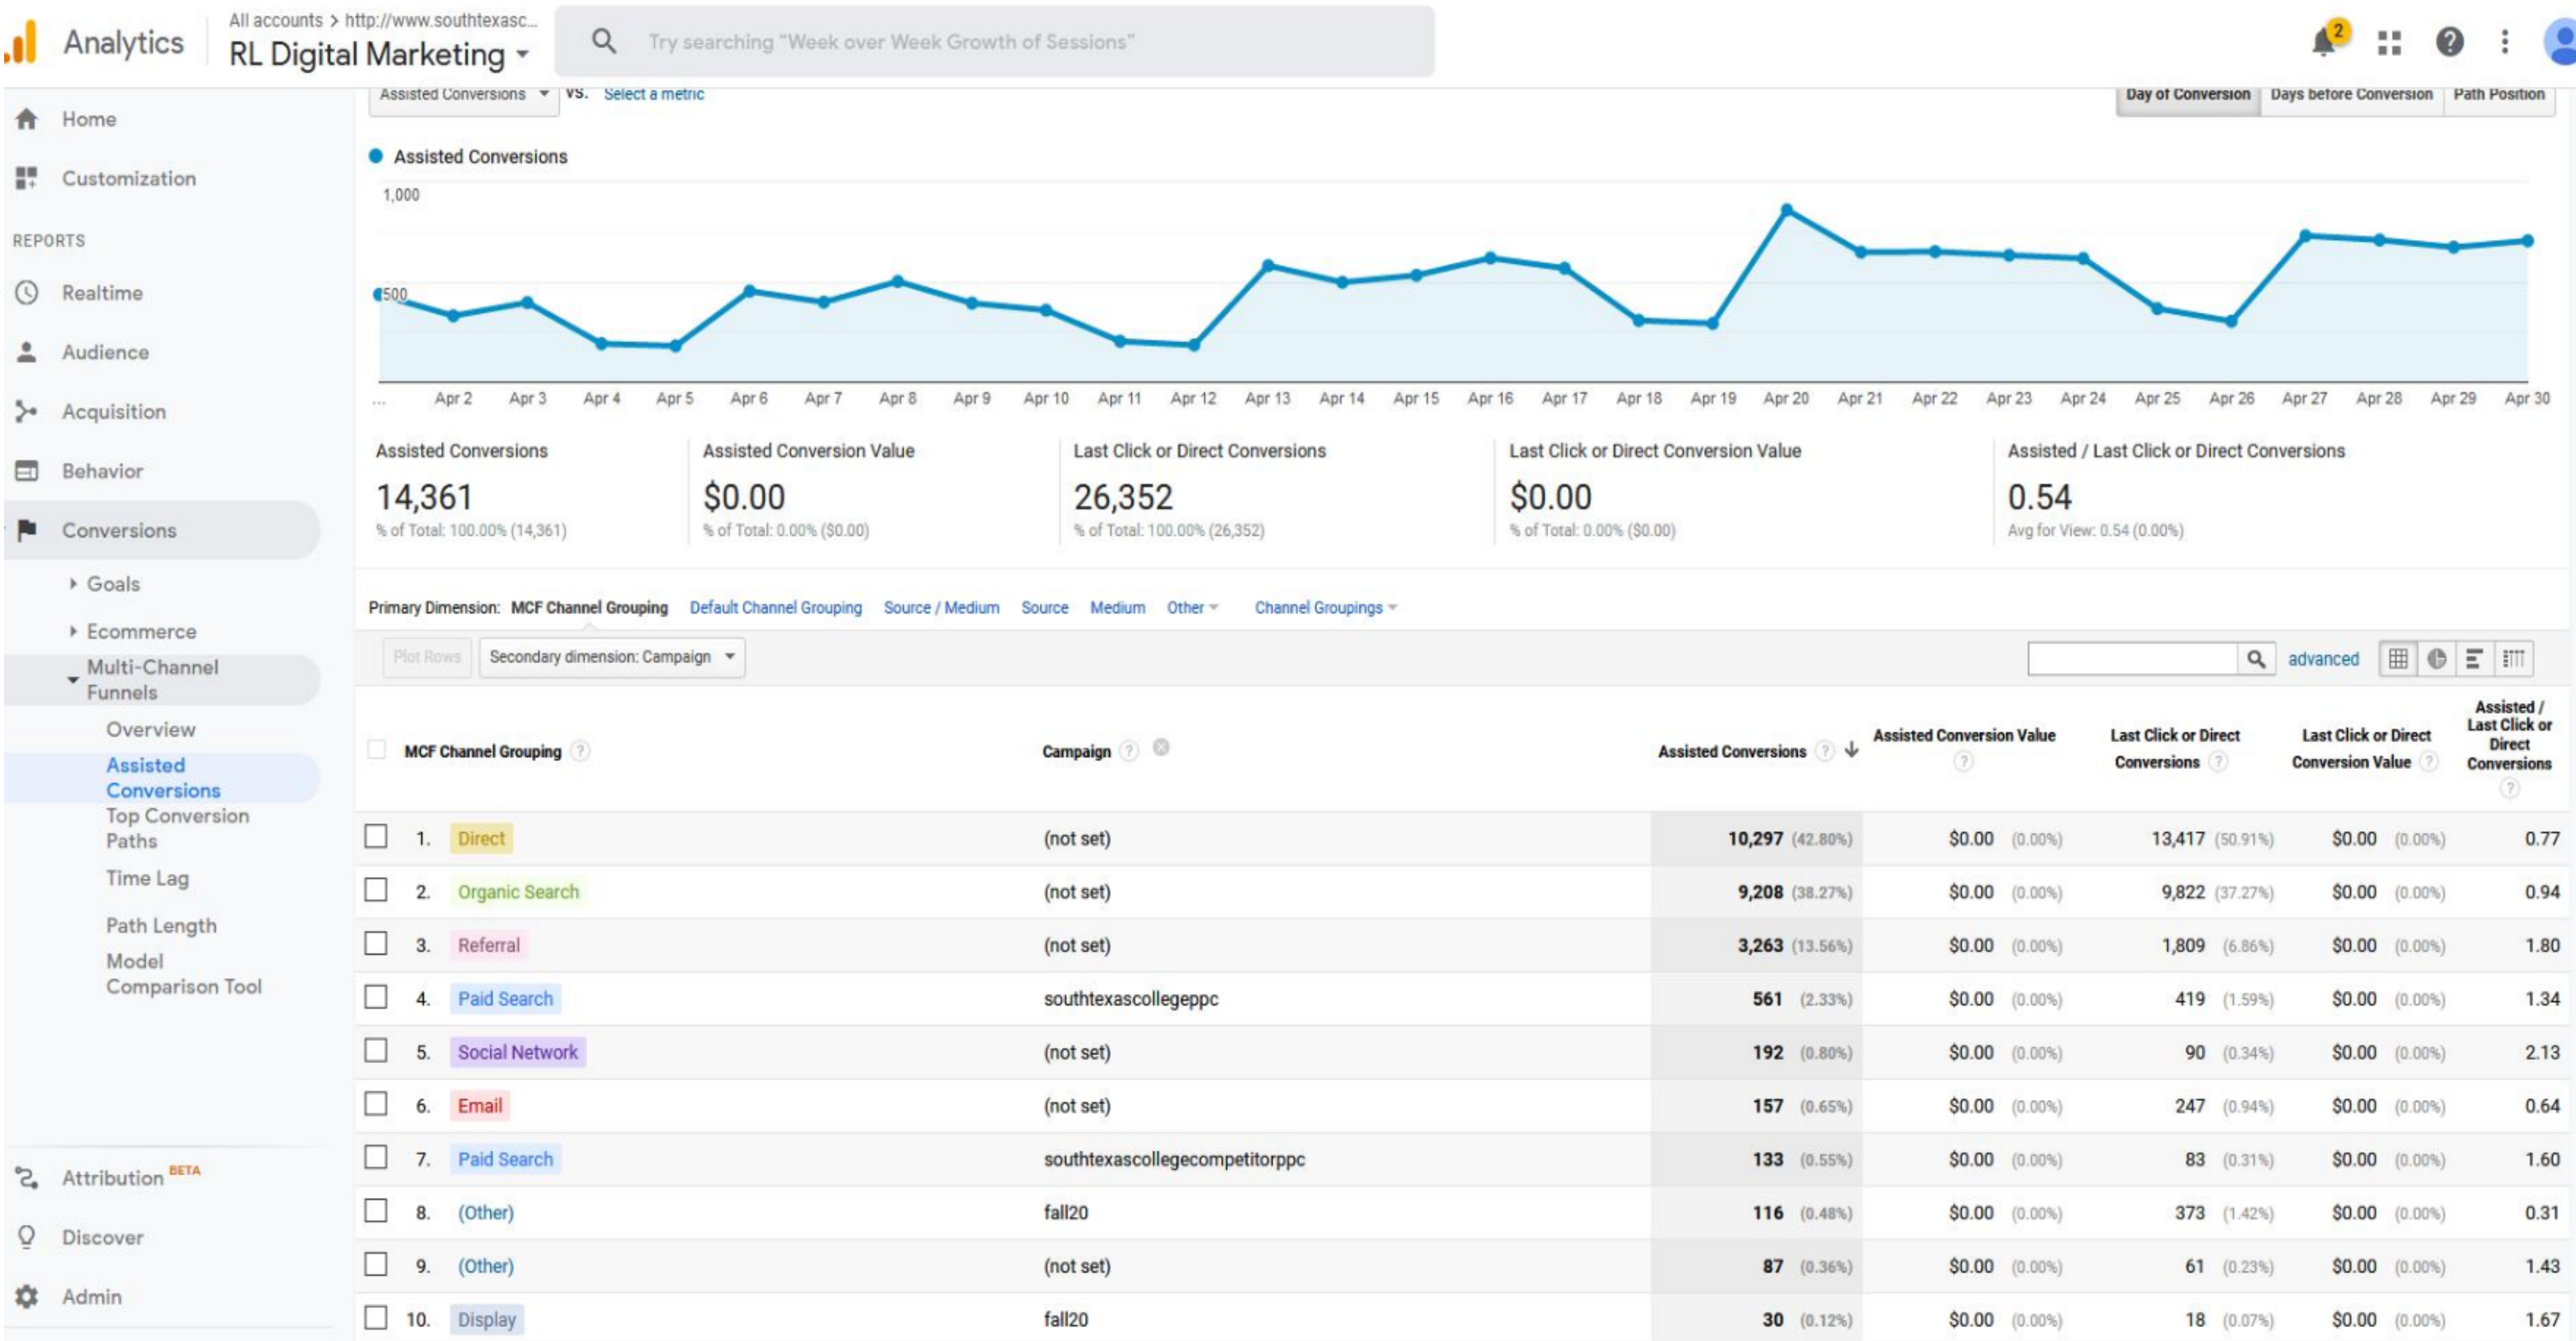 All accounts > http://www.southtexasc...
Analytics
RL Digital Marketing
Try searching "Week over Week Growth of Sessions"
2
Home
Customization
REPORTS
Realtime
Audience
Acquisition
Behavior
Conversions
Goals
Ecommerce
Multi-Channel
Funnels
Overview
Assisted
Conversions
Top Conversion
Paths
Time Lag
Path Length
Model
Comparison Tool
Attribution BETA
Discover
Admin
Assisted Conversions VS. Select a metric
Day of Conversion Days before Conversion Path Position
Assisted Conversions
1,000
500
... Apr 2 Apr 3 Apr 4 Apr 5 Apr 6 Apr 7 Apr 8 Apr 9 Apr 10 Apr 11 Apr 12 Apr 13 Apr 14 Apr 15 Apr 16 Apr 17 Apr 18 Apr 19 Apr 20 Apr 21 Apr 22 Apr 23 Apr 24 Apr 25 Apr 26 Apr 27 Apr 28 Apr 29 Apr 30
Assisted Conversions
14,361
% of Total: 100.00% (14,361)
Assisted Conversion Value
$0.00
% of Total: 0.00% ($0.00)
Last Click or Direct Conversions
26,352
% of Total: 100.00% (26,352)
Last Click or Direct Conversion Value
$0.00
% of Total: 0.00% ($0.00)
Assisted / Last Click or Direct Conversions
0.54
Avg for View: 0.54 (0.00%)
Primary Dimension: MCF Channel Grouping Default Channel Grouping Source / Medium Source Medium Other Channel Groupings
Plot Rows Secondary dimension: Campaign
advanced
MCF Channel Grouping ?
Campaign ?
Assisted Conversions ?
Assisted Conversion Value
?
Last Click or Direct
Conversions ?
Last Click or Direct
Conversion Value ?
Assisted /
Last Click or
Direct
Conversions
?
1. Direct (not set) 10,297 (42.80%) $0.00 (0.00%) 13,417 (50.91%) $0.00 (0.00%) 0.77
2. Organic Search (not set) 9,208 (38.27%) $0.00 (0.00%) 9,822 (37.27%) $0.00 (0.00%) 0.94
3. Referral (not set) 3,263 (13.56%) $0.00 (0.00%) 1,809 (6.86%) $0.00 (0.00%) 1.80
4. Paid Search southtexascollegeppc 561 (2.33%) $0.00 (0.00%) 419 (1.59%) $0.00 (0.00%) 1.34
5. Social Network (not set) 192 (0.80%) $0.00 (0.00%) 90 (0.34%) $0.00 (0.00%) 2.13
6. Email (not set) 157 (0.65%) $0.00 (0.00%) 247 (0.94%) $0.00 (0.00%) 0.64
7. Paid Search southtexascollegecompetitorppc 133 (0.55%) $0.00 (0.00%) 83 (0.31%) $0.00 (0.00%) 1.60
8. (Other) fall20 116 (0.48%) $0.00 (0.00%) 373 (1.42%) $0.00 (0.00%) 0.31
9. (Other) (not set) 87 (0.36%) $0.00 (0.00%) 61 (0.23%) $0.00 (0.00%) 1.43
10. Display fall20 30 (0.12%) $0.00 (0.00%) 18 (0.07%) $0.00 (0.00%) 1.67